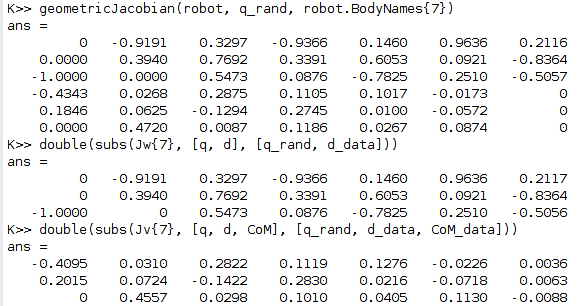 K>> geometricJacobian(robot, q_rand, robot.BodyNames{7})
ans =
0 -0.9191 0.3297 -0.9366 0.1460 0.9636 0.2116
0.0000 0.3940 0.7692 0.3391 0.6053 0.0921 -0.8364
-1.0000 0.0000 0.5473 0.0876 -0.7825 0.2510 -0.5057
-0.4343 0.0268 0.2875 0.1105 0.1017 -0.0173 0
0.1846 0.0625 -0.1294 0.2745 0.0100 -0.0572 0
0.0000 0.4720 0.0087 0.1186 0.0267 0.0874 0
K>> double(subs(Jw{7}, [q, d], [q_rand, d_data]))
ans =
0 -0.9191 0.3297 -0.9366 0.1460 0.9636 0.2117
0 0.3940 0.7692 0.3391 0.6053 0.0921 -0.8364
-1.0000 0 0.5473 0.0876 -0.7825 0.2510 -0.5056
K>> double(subs(Jv{7}, [q, d, CoM], [q_rand, d_data, CoM_data]))
ans =
-0.4095 0.0310 0.2822 0.1119 0.1276 -0.0226 0.0036
0.2015 0.0724 -0.1422 0.2830 0.0216 -0.0718 0.0063
0 0.4557 0.0298 0.1010 0.0405 0.1130 -0.0088